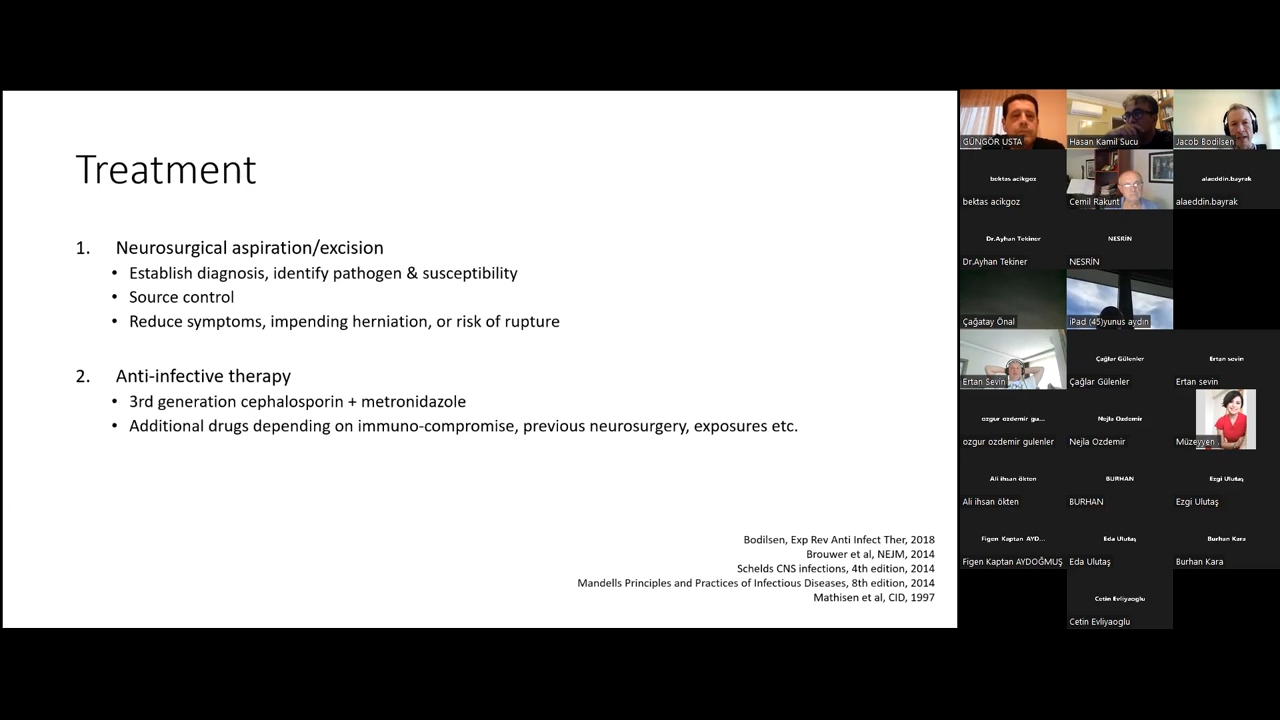 Treatment
1. Neurosurgical aspiration/excision
• Establish diagnosis, identify pathogen & susceptibility
• Source control
• Reduce symptoms, impending herniation, or risk of rupture
2. Anti-infective therapy
• 3rd generation cephalosporin + metronidazole
• Additional drugs depending on immuno-compromise, previous neurosurgery, exposures etc.
Bodilsen, Exp Rev Anti Infect Ther, 2018
Brouwer et al, NEJM, 2014
Schelds CNS infections, 4th edition, 2014
Mandells Principles and Practices of Infectious Diseases, 8th edition, 2014
Mathisen et al, CID, 1997
GÜNGÖR USTA
Hasan Kamil Sucu
Jacob Bodilsen
bektas acikgoz
bektas acikgoz
Cemil Rakunt
alaeddin.bayrak
alaeddin.bayrak
Dr.Ayhan Tekiner
Dr.Ayhan Tekiner
NESRİN
NESRİN
Çağatay Önal
iPad (45)yunus aydın
Ertan Sevin
Çağlar Gülenler
Çağlar Gülenler
Ertan sevin
Ertan sevin
ozgur ozdemir gu...
ozgur ozdemir gulenler
Nejla Ozdemir
Nejla Ozdemir
Müzeyyen
Ali ihsan ökten
Ali ihsan ökten
BURHAN
BURHAN
Ezgi Ulutaş
Ezgi Ulutaş
Figen Kaptan AYD...
Figen Kaptan AYDOĞMUŞ
Eda Ulutaş
Eda Ulutaş
Burhan Kara
Burhan Kara
Cetin Evliyaoglu
Cetin Evliyaoglu